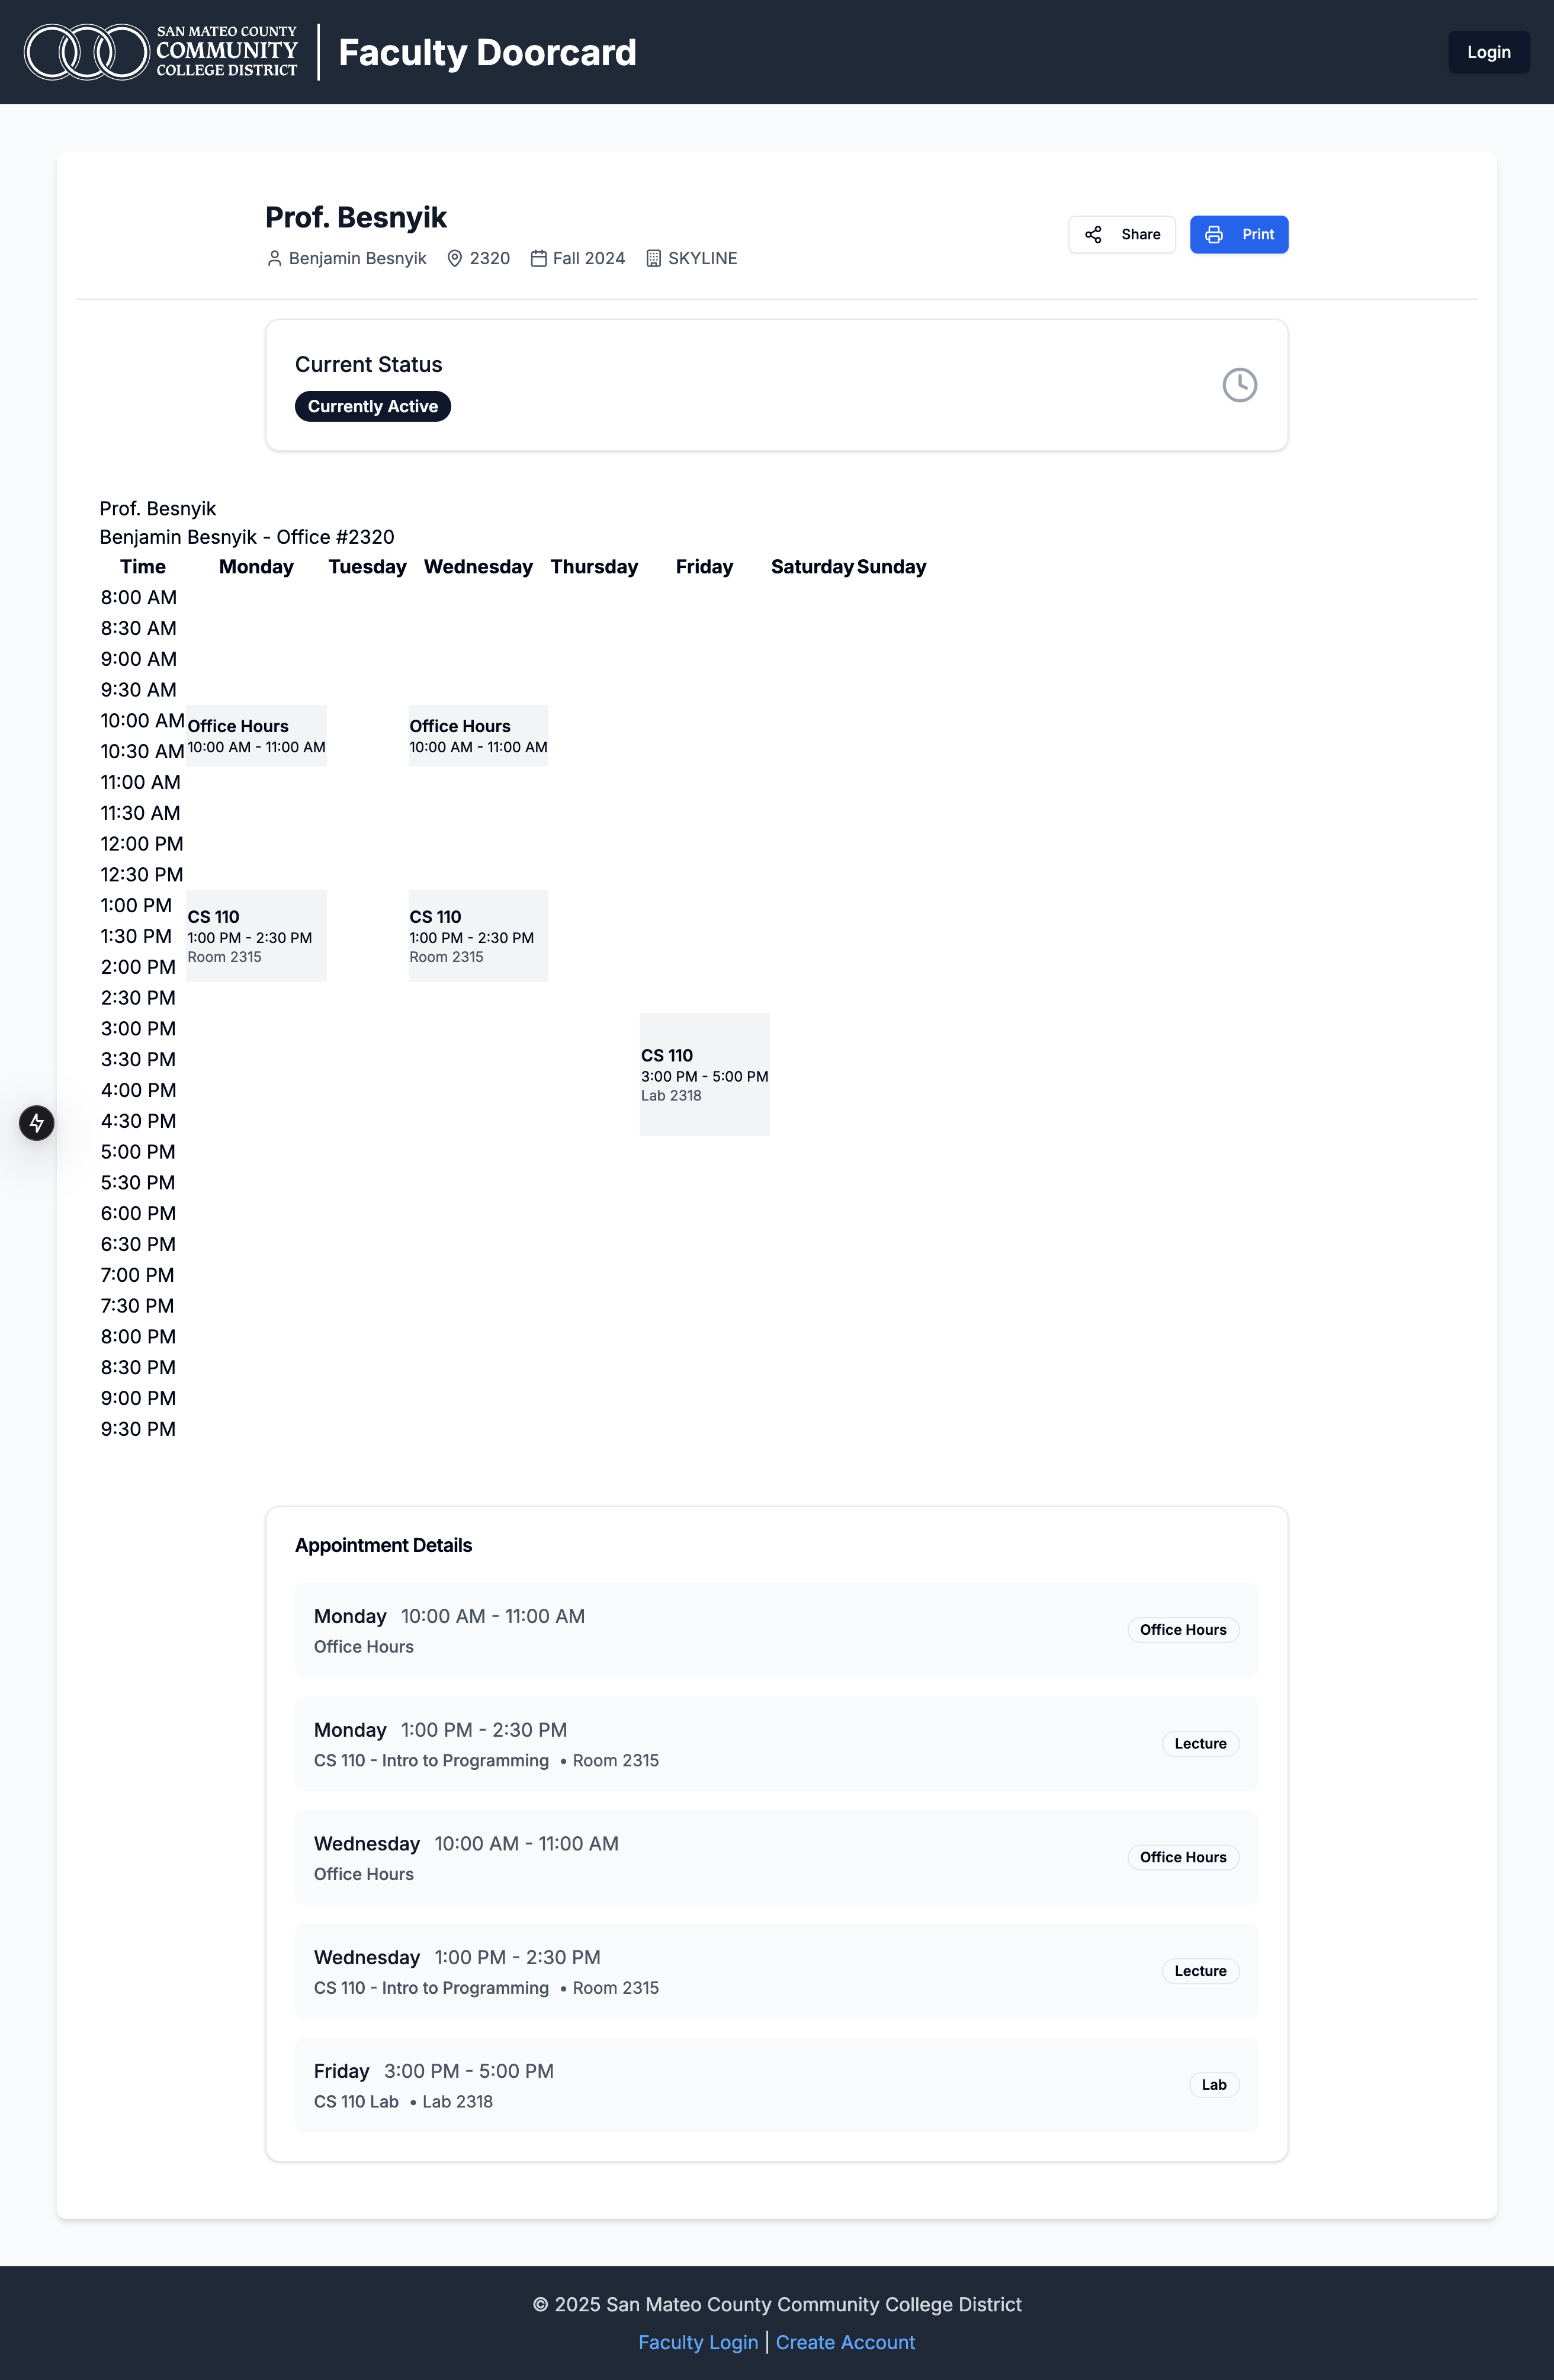 SAN MATEO COUNTY
COMMUNITY
COLLEGE DISTRICT
Faculty Doorcard
Login
Prof. Besnyik
Benjamin Besnyik 2320 Fall 2024 SKYLINE
Share
Print
Current Status
Currently Active
Prof. Besnyik
Benjamin Besnyik - Office #2320
Time Monday Tuesday Wednesday Thursday Friday Saturday Sunday
8:00 AM
8:30 AM
9:00 AM
9:30 AM
10:00 AM
Office Hours Office Hours
10:00 AM - 11:00 AM 10:00 AM - 11:00 AM
10:30 AM
11:00 AM
11:30 AM
12:00 PM
12:30 PM
1:00 PM
CS 110 CS 110
1:30 PM
1:00 PM - 2:30 PM 1:00 PM - 2:30 PM
Room 2315 Room 2315
2:00 PM
2:30 PM
3:00 PM
3:30 PM
CS 110
3:00 PM - 5:00 PM
4:00 PM
Lab 2318
4:30 PM
5:00 PM
5:30 PM
6:00 PM
6:30 PM
7:00 PM
7:30 PM
8:00 PM
8:30 PM
9:00 PM
9:30 PM
Appointment Details
Monday 10:00 AM - 11:00 AM
Office Hours
Office Hours
Monday 1:00 PM - 2:30 PM
CS 110 - Intro to Programming • Room 2315
Lecture
Wednesday 10:00 AM - 11:00 AM
Office Hours
Office Hours
Wednesday 1:00 PM - 2:30 PM
CS 110 - Intro to Programming • Room 2315
Lecture
Friday 3:00 PM - 5:00 PM
CS 110 Lab • Lab 2318
Lab
© 2025 San Mateo County Community College District
Faculty Login | Create Account